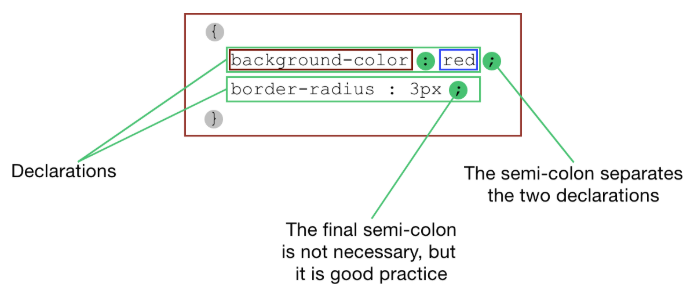 {
background-color : red ;
border-radius : 3px ;
}
Declarations
The semi-colon separates
the two declarations
The final semi-colon
is not necessary, but
it is good practice